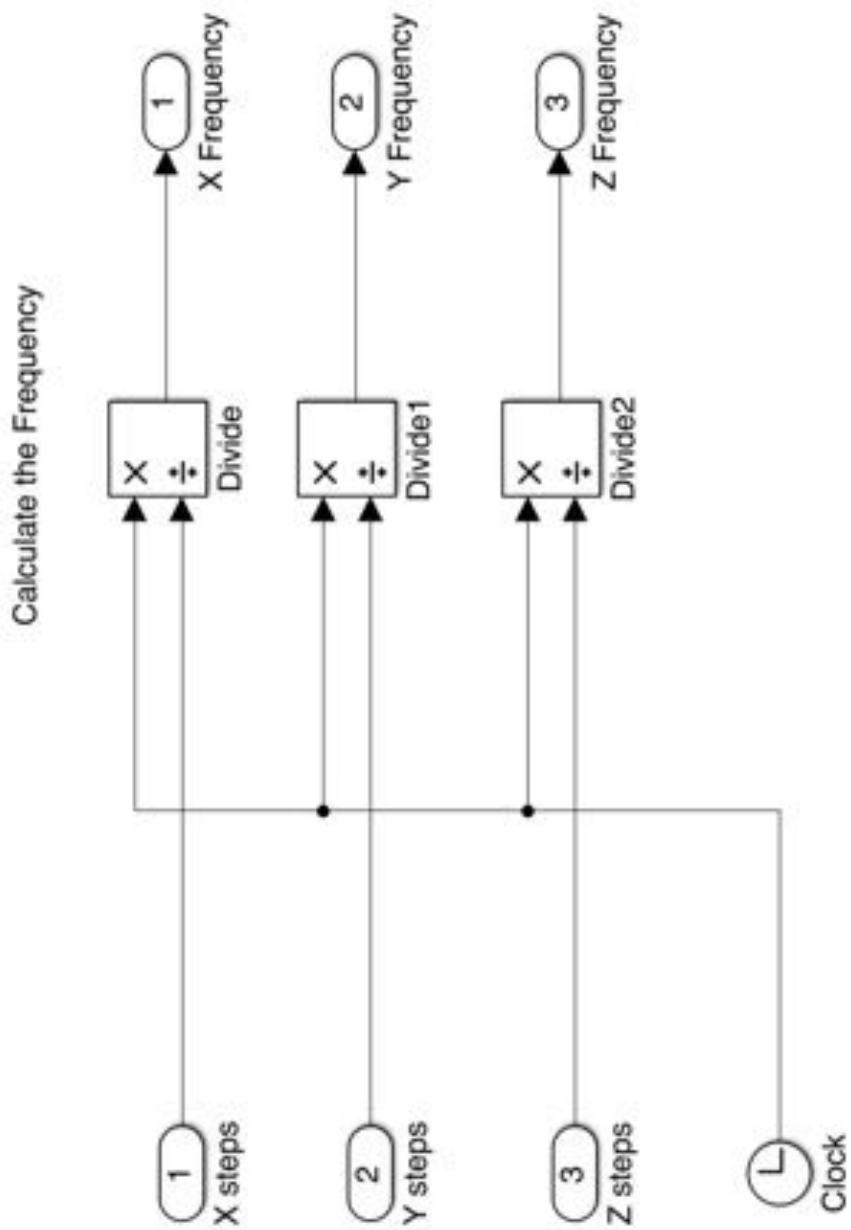 Calculate the Frequency
1
X steps
×
÷
Divide
1
X Frequency
2
Y steps
×
÷
Divide1
2
Y Frequency
3
Z steps
×
÷
Divide2
3
Z Frequency
Clock